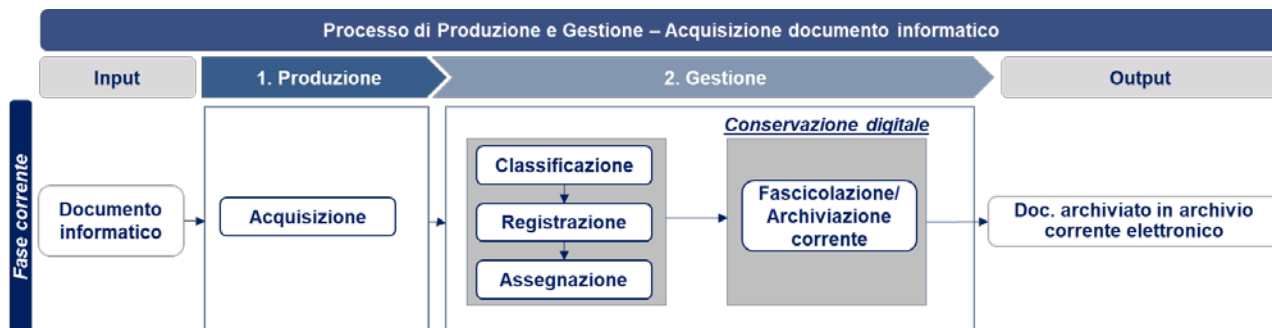 Processo di Produzione e Gestione – Acquisizione documento informatico
Input
1. Produzione
2. Gestione
Output
Fase corrente
Documento
informatico
Acquisizione
Classificazione
Registrazione
Assegnazione
Conservazione digitale
Fascicolazione/
Archiviazione
corrente
Doc. archiviato in archivio
corrente elettronico